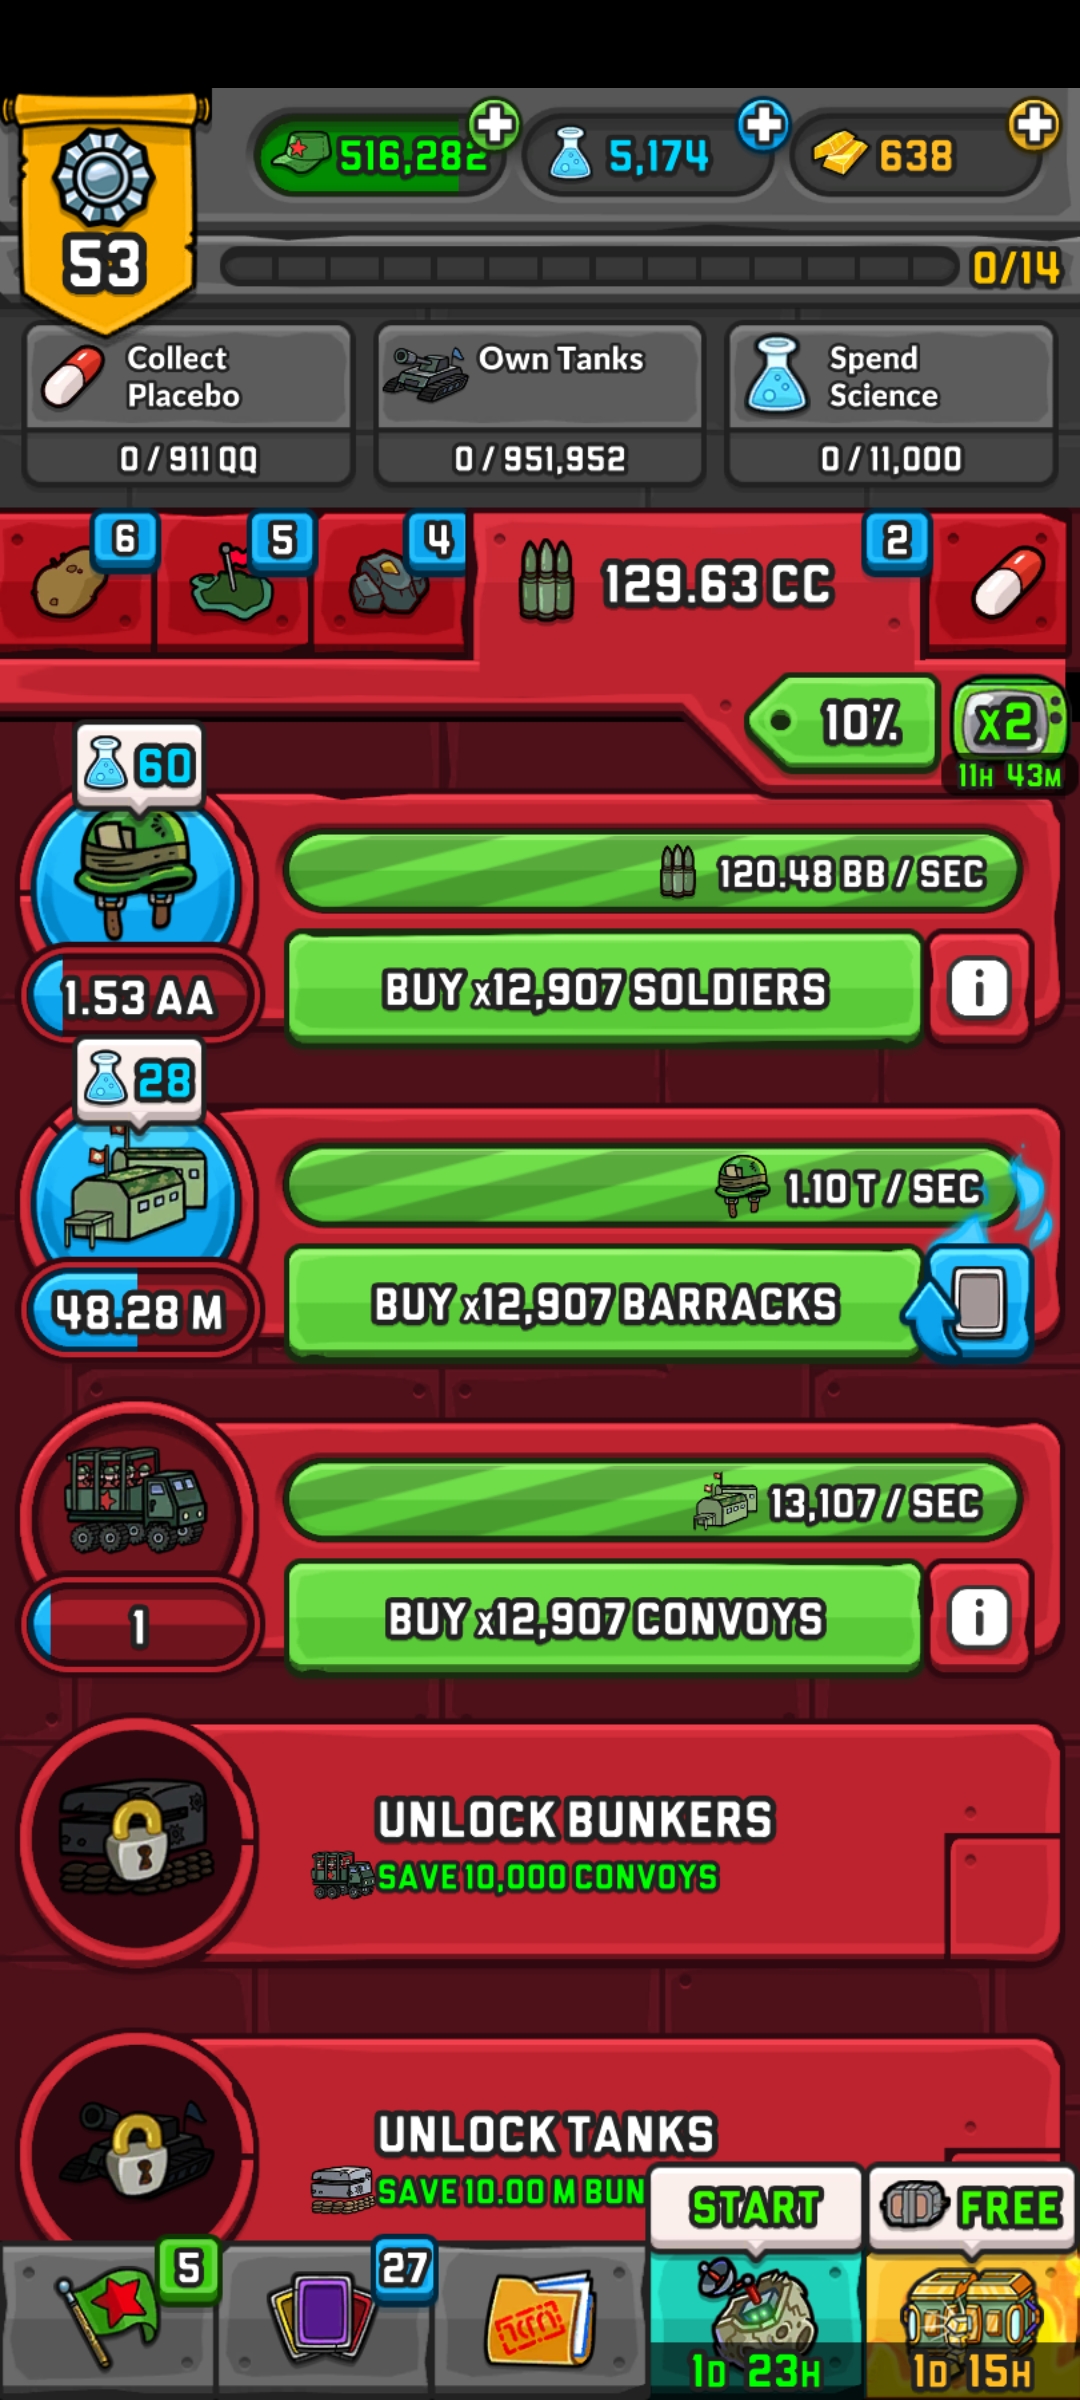 53
516,282
5,174
638
0/14
Collect
Placebo
0 / 911 QQ
Own Tanks
0 / 951,952
Spend
Science
0 / 11,000
6
5
4
129.63 CC
2
10%
x2
11H 43M
60
120.48 BB / SEC
1.53 AA
BUY x12,907 SOLDIERS
i
28
1.10 T / SEC
48.28 M
BUY x12,907 BARRACKS
13,107 / SEC
1
BUY x12,907 CONVOYS
i
UNLOCK BUNKERS
SAVE 10,000 CONVOYS
UNLOCK TANKS
SAVE 10.00 M BUN
START
FREE
5
27
1D 23H
1D 15H